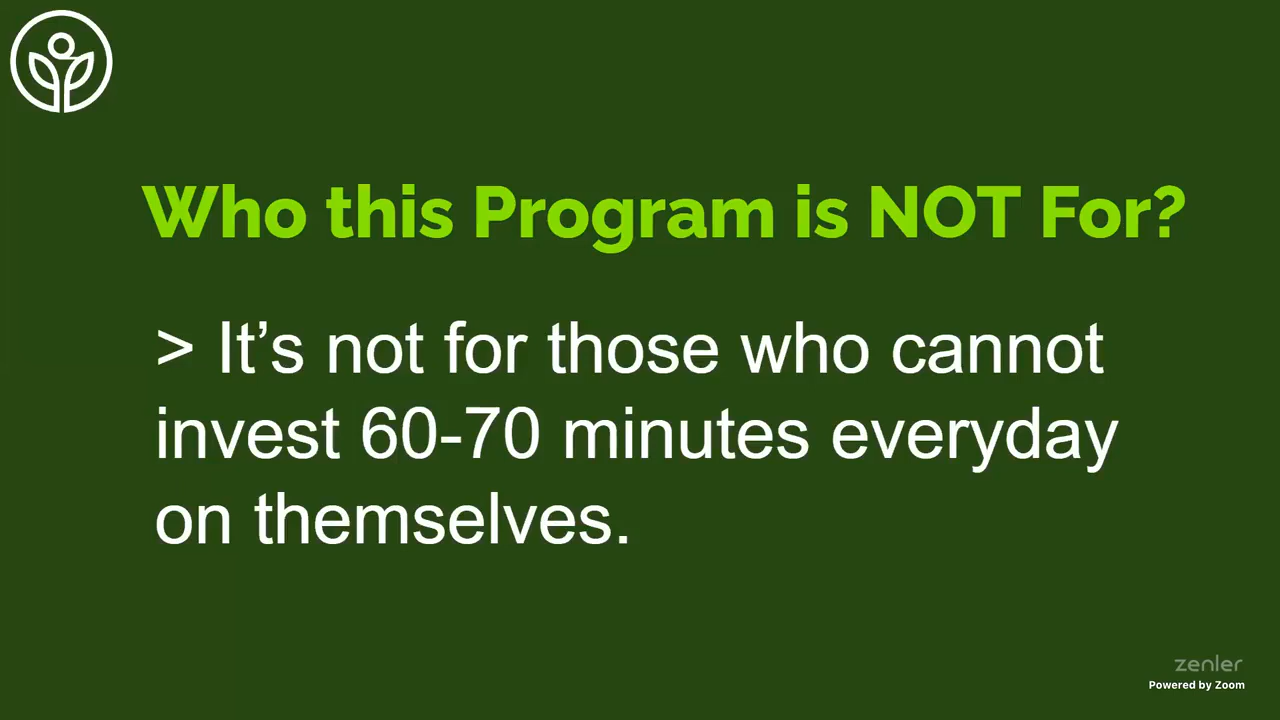 Who this Program is NOT For?
> It’s not for those who cannot
invest 60-70 minutes everyday
on themselves.
zenler
Powered by Zoom